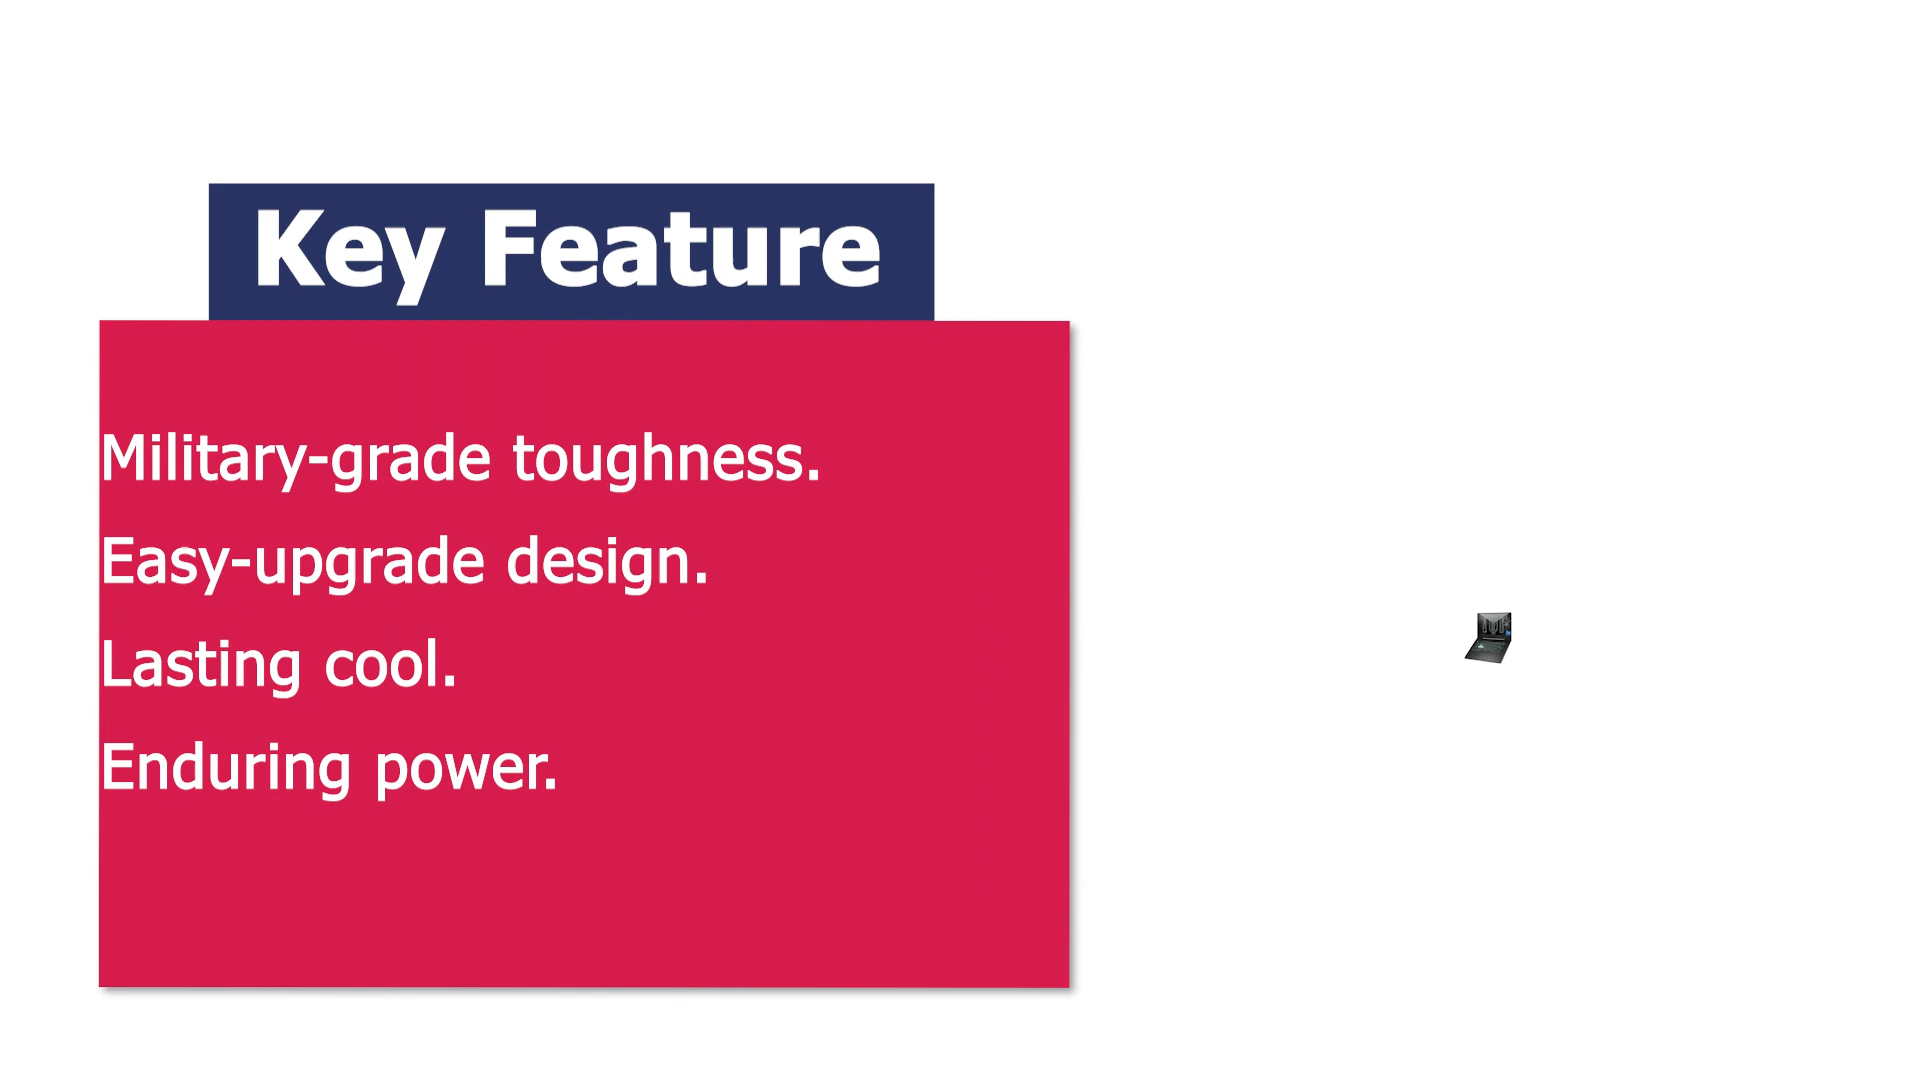 Key Feature
Military-grade toughness.
Easy-upgrade design.
Lasting cool.
Enduring power.